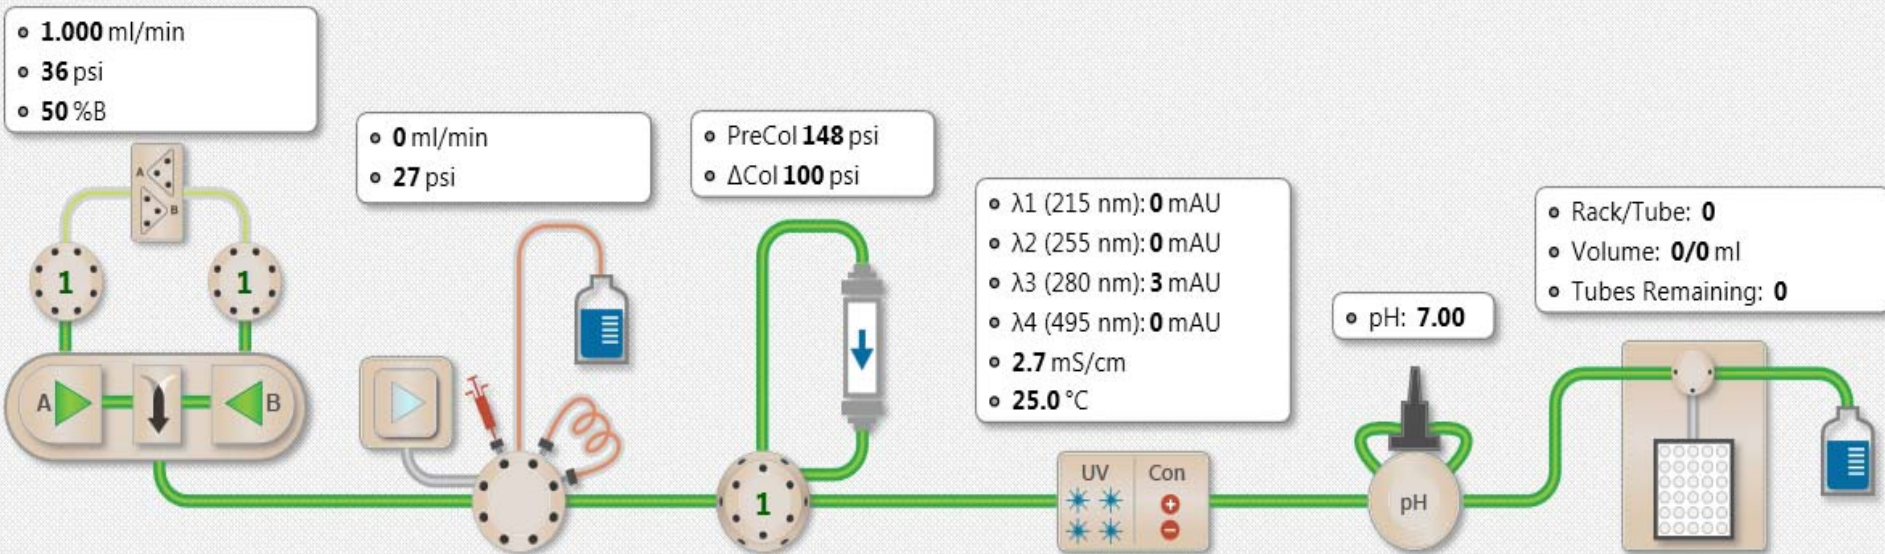 1.000 ml/min
36 psi
50 %B
0 ml/min
27 psi
PreCol 148 psi
ΔCol 100 psi
λ1 (215 nm): 0 mAU
λ2 (255 nm): 0 mAU
λ3 (280 nm): 3 mAU
λ4 (495 nm): 0 mAU
2.7 mS/cm
25.0 °C
pH: 7.00
Rack/Tube: 0
Volume: 0/0 ml
Tubes Remaining: 0
A
B
1
1
A
B
1
UV
Con
pH